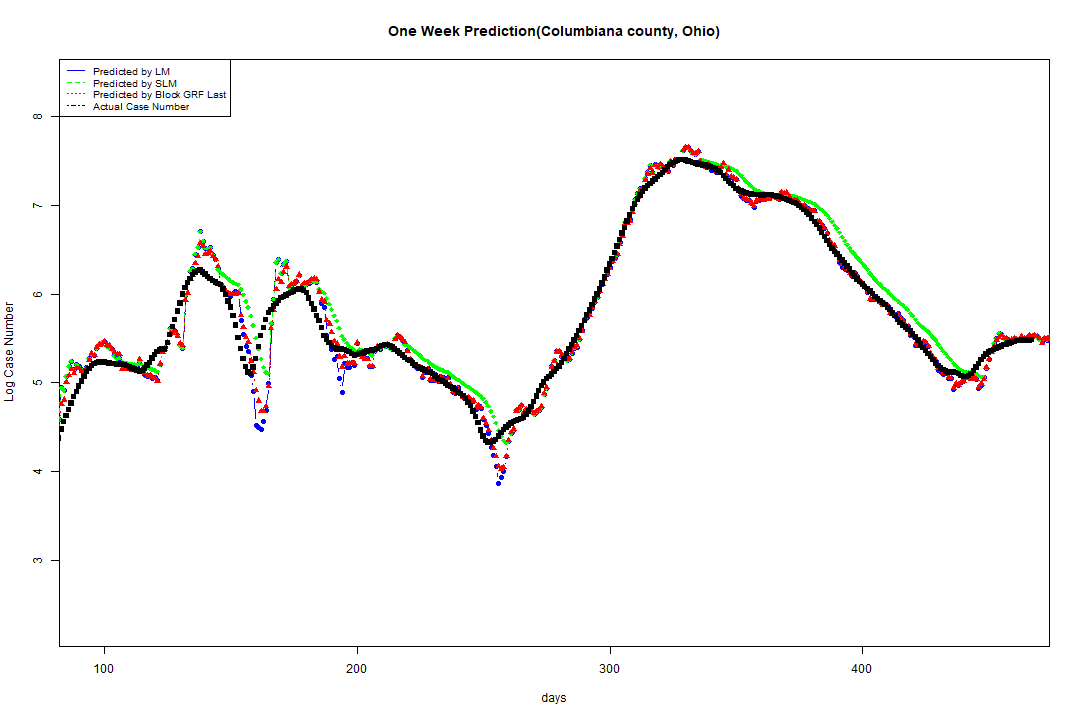 One Week Prediction(Columbiana county, Ohio)
Predicted by LM
Predicted by SLM
Predicted by Block GRF Last
Actual Case Number
8
7
6
5
4
3
Log Case Number
100 200 300 400
days